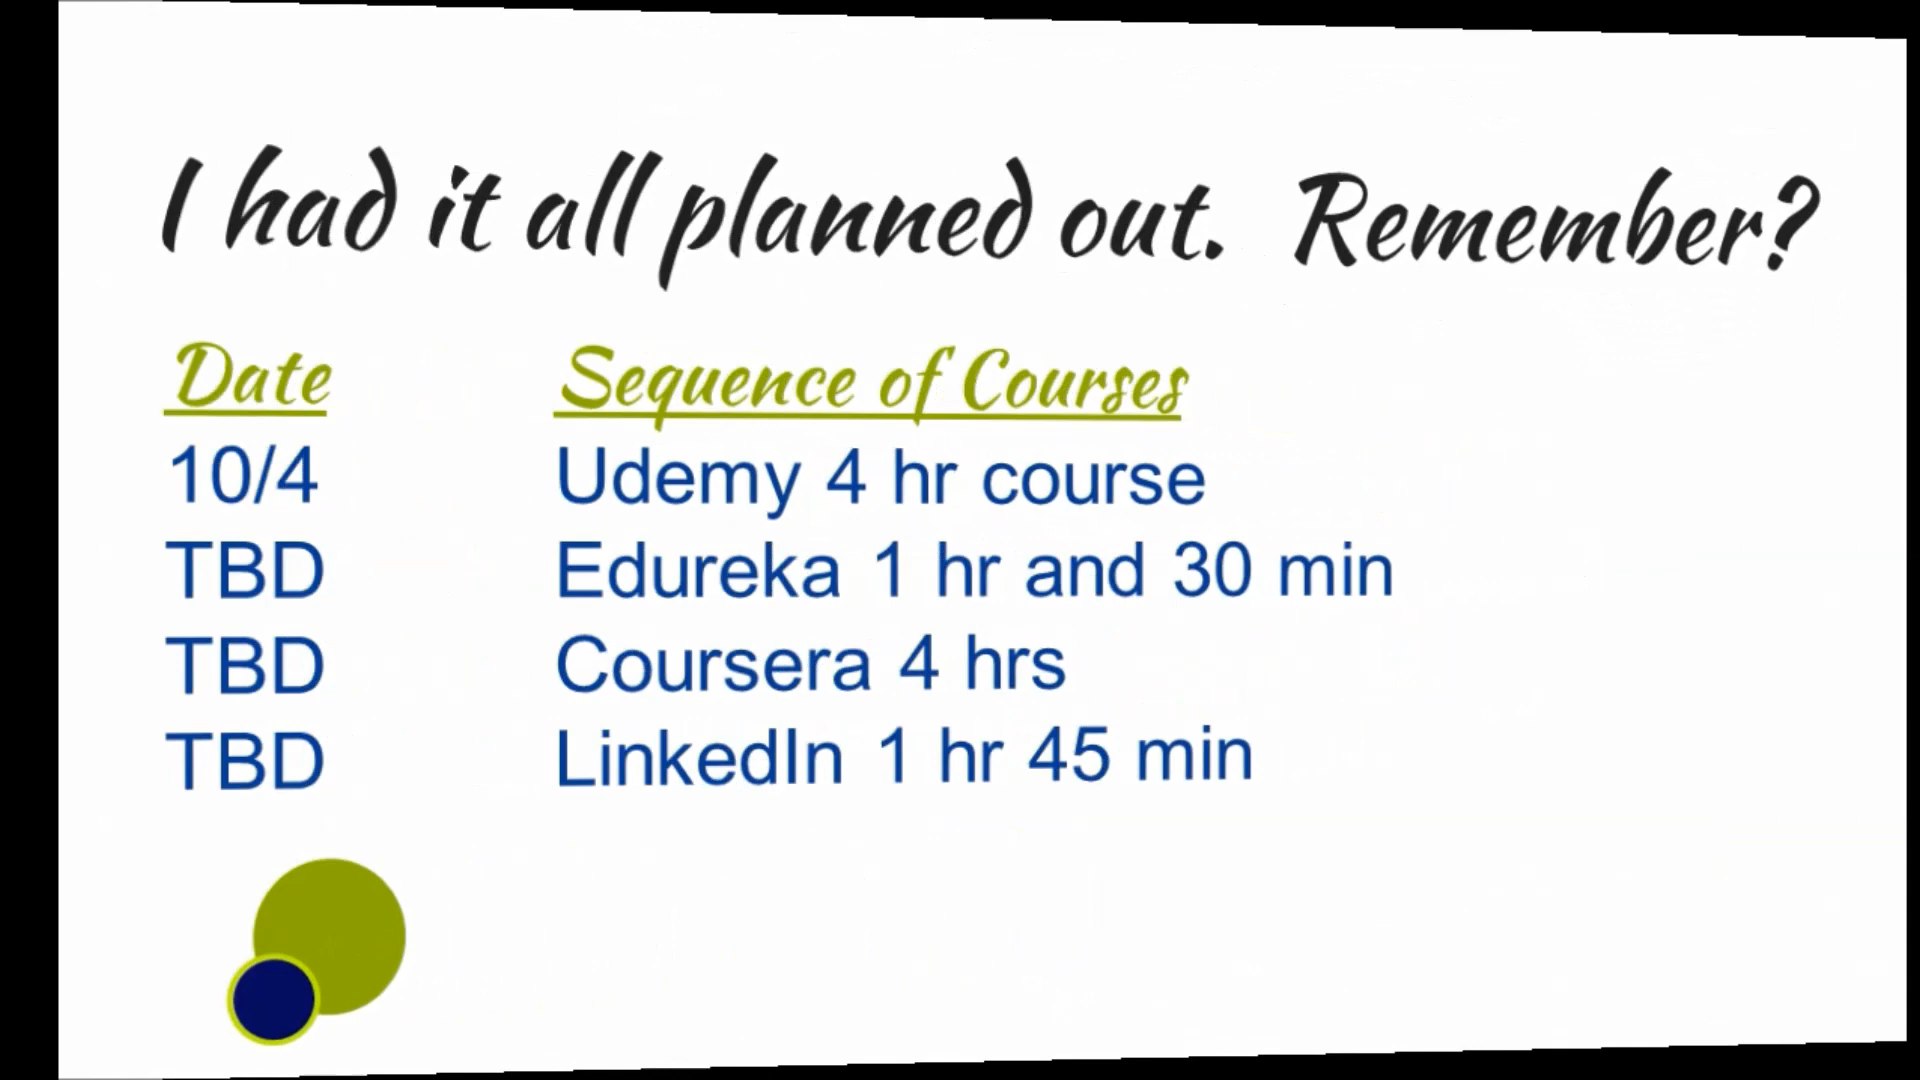 I had it all planned out. Remember?
Date Sequence of Courses
10/4 Udemy 4 hr course
TBD Edureka 1 hr and 30 min
TBD Coursera 4 hrs
TBD LinkedIn 1 hr 45 min